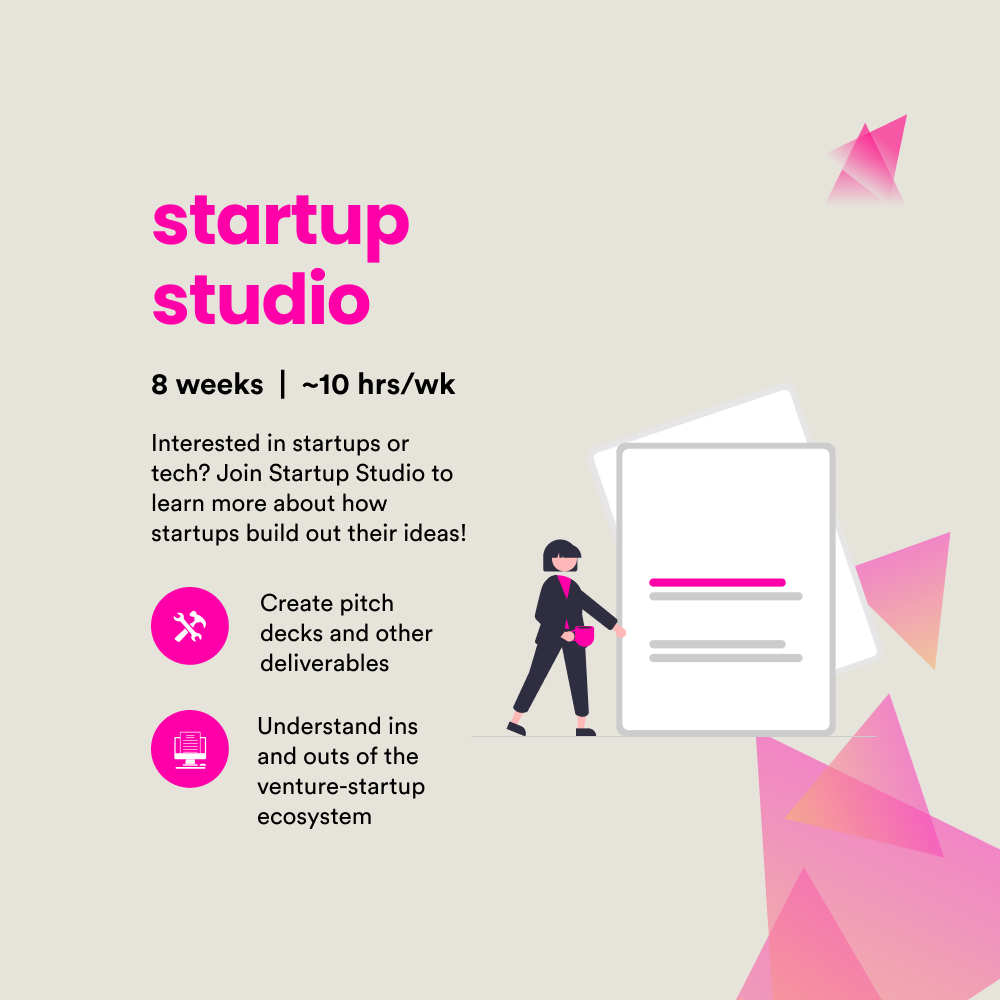 startup
studio
8 weeks | ~10 hrs/wk
Interested in startups or
tech? Join Startup Studio to
learn more about how
startups build out their ideas!
Create pitch
decks and other
deliverables
Understand ins
and outs of the
venture-startup
ecosystem